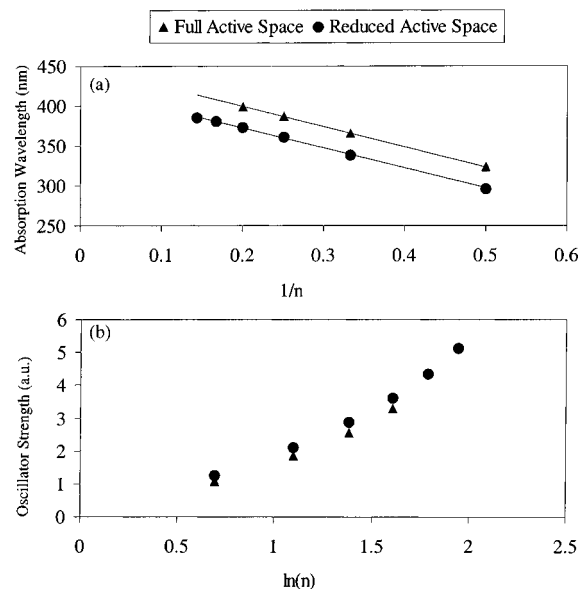 ▲ Full Active Space ● Reduced Active Space
(a)
Absorption Wavelength (nm)
450
400
350
300
250
0 0.1 0.2 0.3 0.4 0.5 0.6
1/n
(b)
Oscillator Strength (a.u.)
6
5
4
3
2
1
0
0 0.5 1 1.5 2 2.5
ln(n)